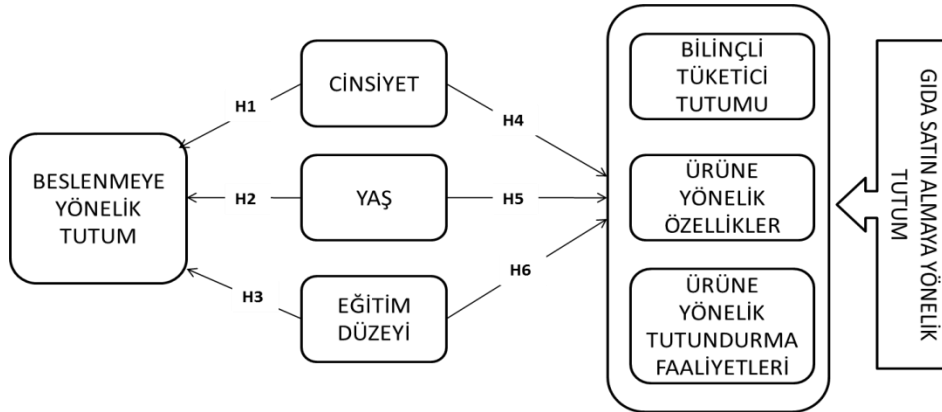 BESLENMEYE
YÖNELİK
TUTUM
H1
H2
H3
CİNSİYET
YAŞ
EĞİTİM
DÜZEYİ
H4
H5
H6
BİLİNÇLİ
TÜKETİCİ
TUTUMU
ÜRÜNE
YÖNELİK
ÖZELLİKLER
ÜRÜNE
YÖNELİK
TUTUNDURMA
FAALİYETLERİ
GIDA SATIN ALMAYA YÖNELİK
TUTUM